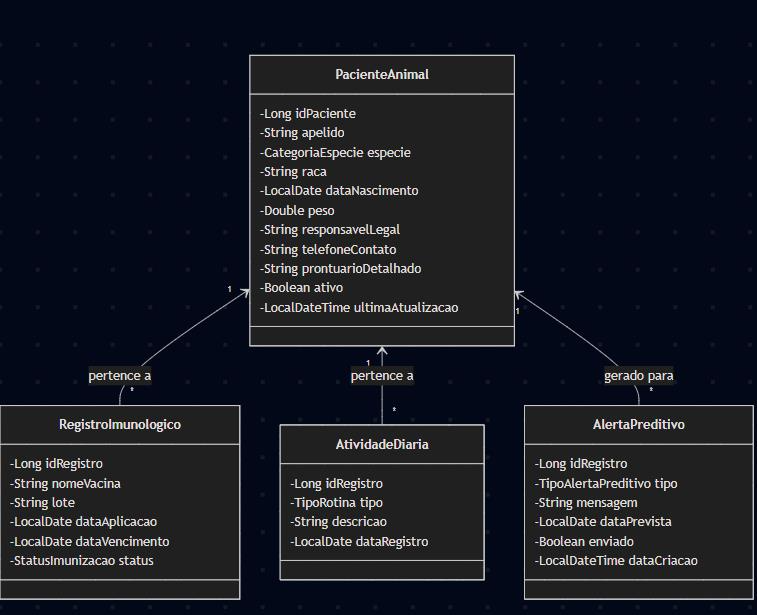 PacienteAnimal
-Long idPaciente
-String apelido
-CategoriaEspecie especie
-String raca
-LocalDate dataNascimento
-Double peso
-String responsavelLegal
-String telefoneContato
-String prontuarioDetalhado
-Boolean ativo
-LocalDateTime ultimaAtualizacao
1
1
1
pertence a
pertence a
gerado para
*
*
*
RegistroImunologico
-Long idRegistro
-String nomeVacina
-String lote
-LocalDate dataAplicacao
-LocalDate dataVencimento
-StatusImunizacao status
AtividadeDiaria
-Long idRegistro
-TipoRotina tipo
-String descricao
-LocalDate dataRegistro
AlertaPreditivo
-Long idRegistro
-TipoAlertaPreditivo tipo
-String mensagem
-LocalDate dataPrevista
-Boolean enviado
-LocalDateTime dataCriacao